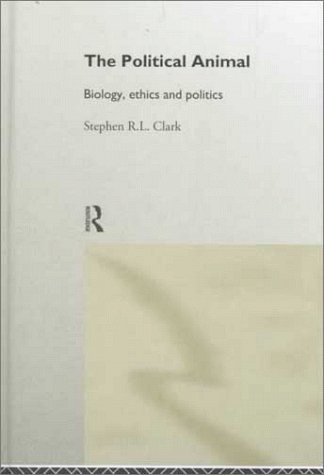 The Political Animal
Biology, ethics and politics
Stephen R.L. Clark